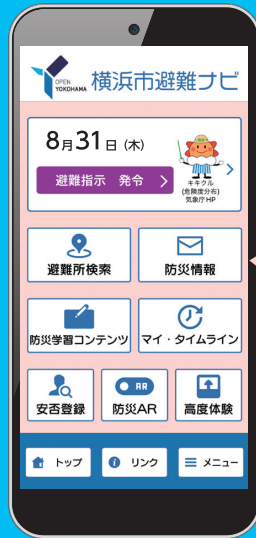 OPEN
YOKOHAMA
横浜市避難ナビ
8月31日(木)
避難指示 発令
キキクル
(危険度分布)
気象庁HP
避難所検索
防災情報
防災学習コンテンツ
マイ・タイムライン
安否登録
AR
防災AR
高度体験
トップ
リンク
メニュー